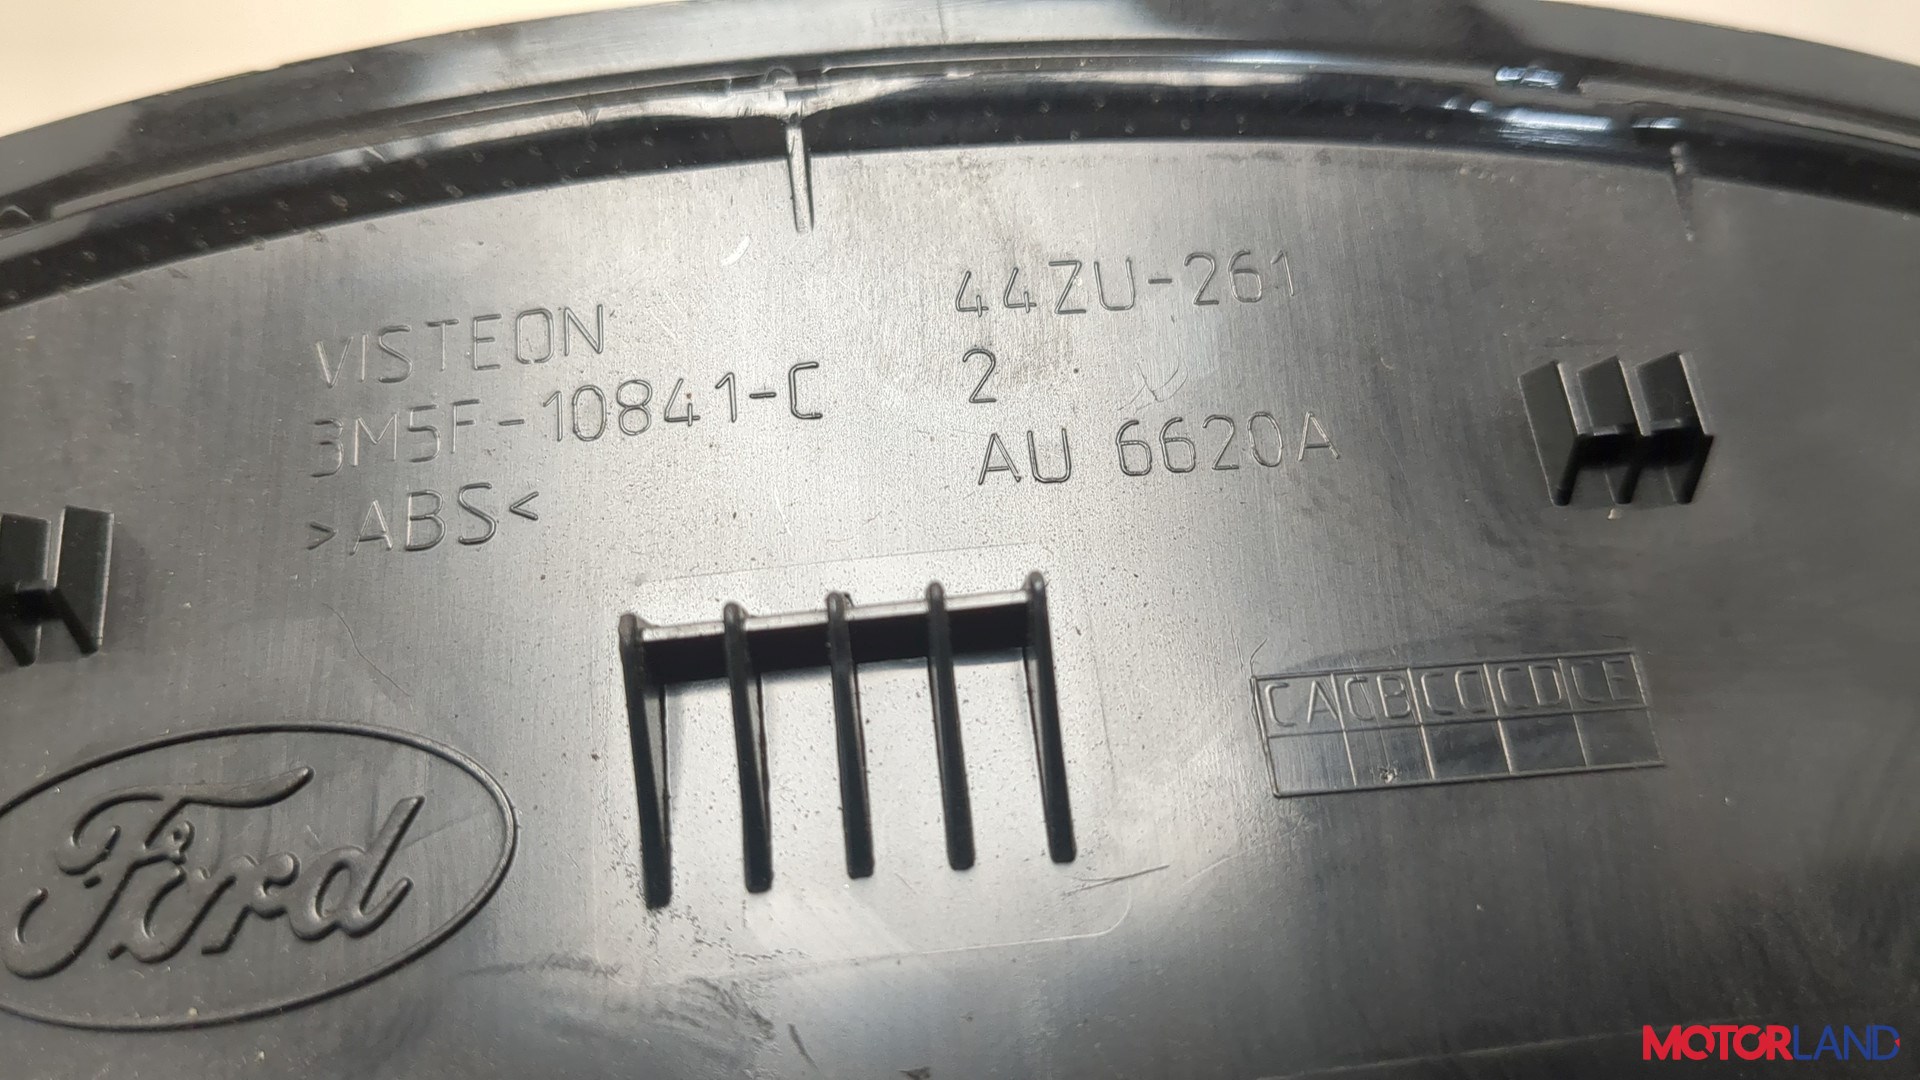 VISTEON
3M5F-10841-C
>ABS<
44ZU-261
2
AU 6620A
CA CB CC CD CE
Ford
MOTORLAND